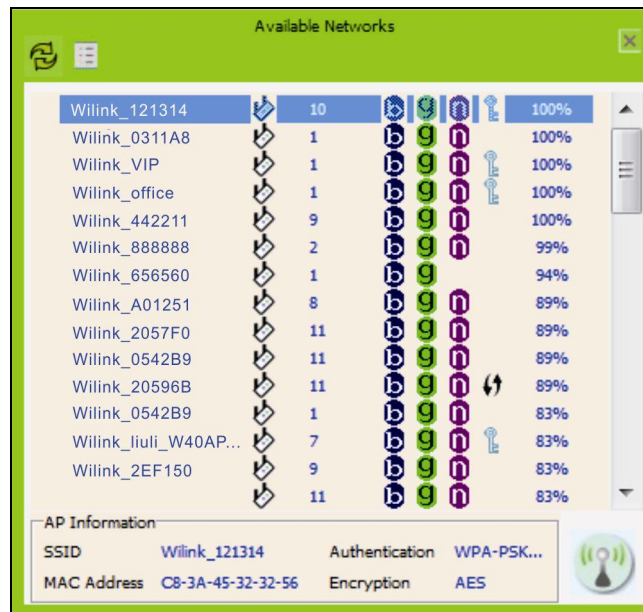 Available Networks
Wilink_121314 10 b g n 100%
Wilink_0311A8 1 b g n 100%
Wilink_VIP 1 b g n 100%
Wilink_office 1 b g n 100%
Wilink_442211 9 b g n 100%
Wilink_888888 2 b g n 99%
Wilink_656560 1 b g 94%
Wilink_A01251 8 b g n 89%
Wilink_2057F0 11 b g n 89%
Wilink_0542B9 11 b g n 89%
Wilink_20596B 11 b g n 89%
Wilink_0542B9 1 b g n 83%
Wilink_liuli_W40AP... 7 b g n 83%
Wilink_2EF150 9 b g n 83%
11 b g n 83%
AP Information
SSID Wilink_121314 Authentication WPA-PSK...
MAC Address C8-3A-45-32-32-56 Encryption AES